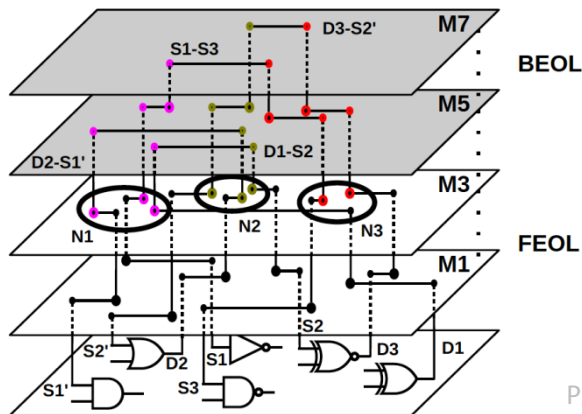 M7
D3-S2'
S1-S3
BEOL
M5
D2-S1'
D1-S2
M3
N1
N2
N3
FEOL
M1
S2'
D2
S1
S2
D3
D1
S1'
S3
P